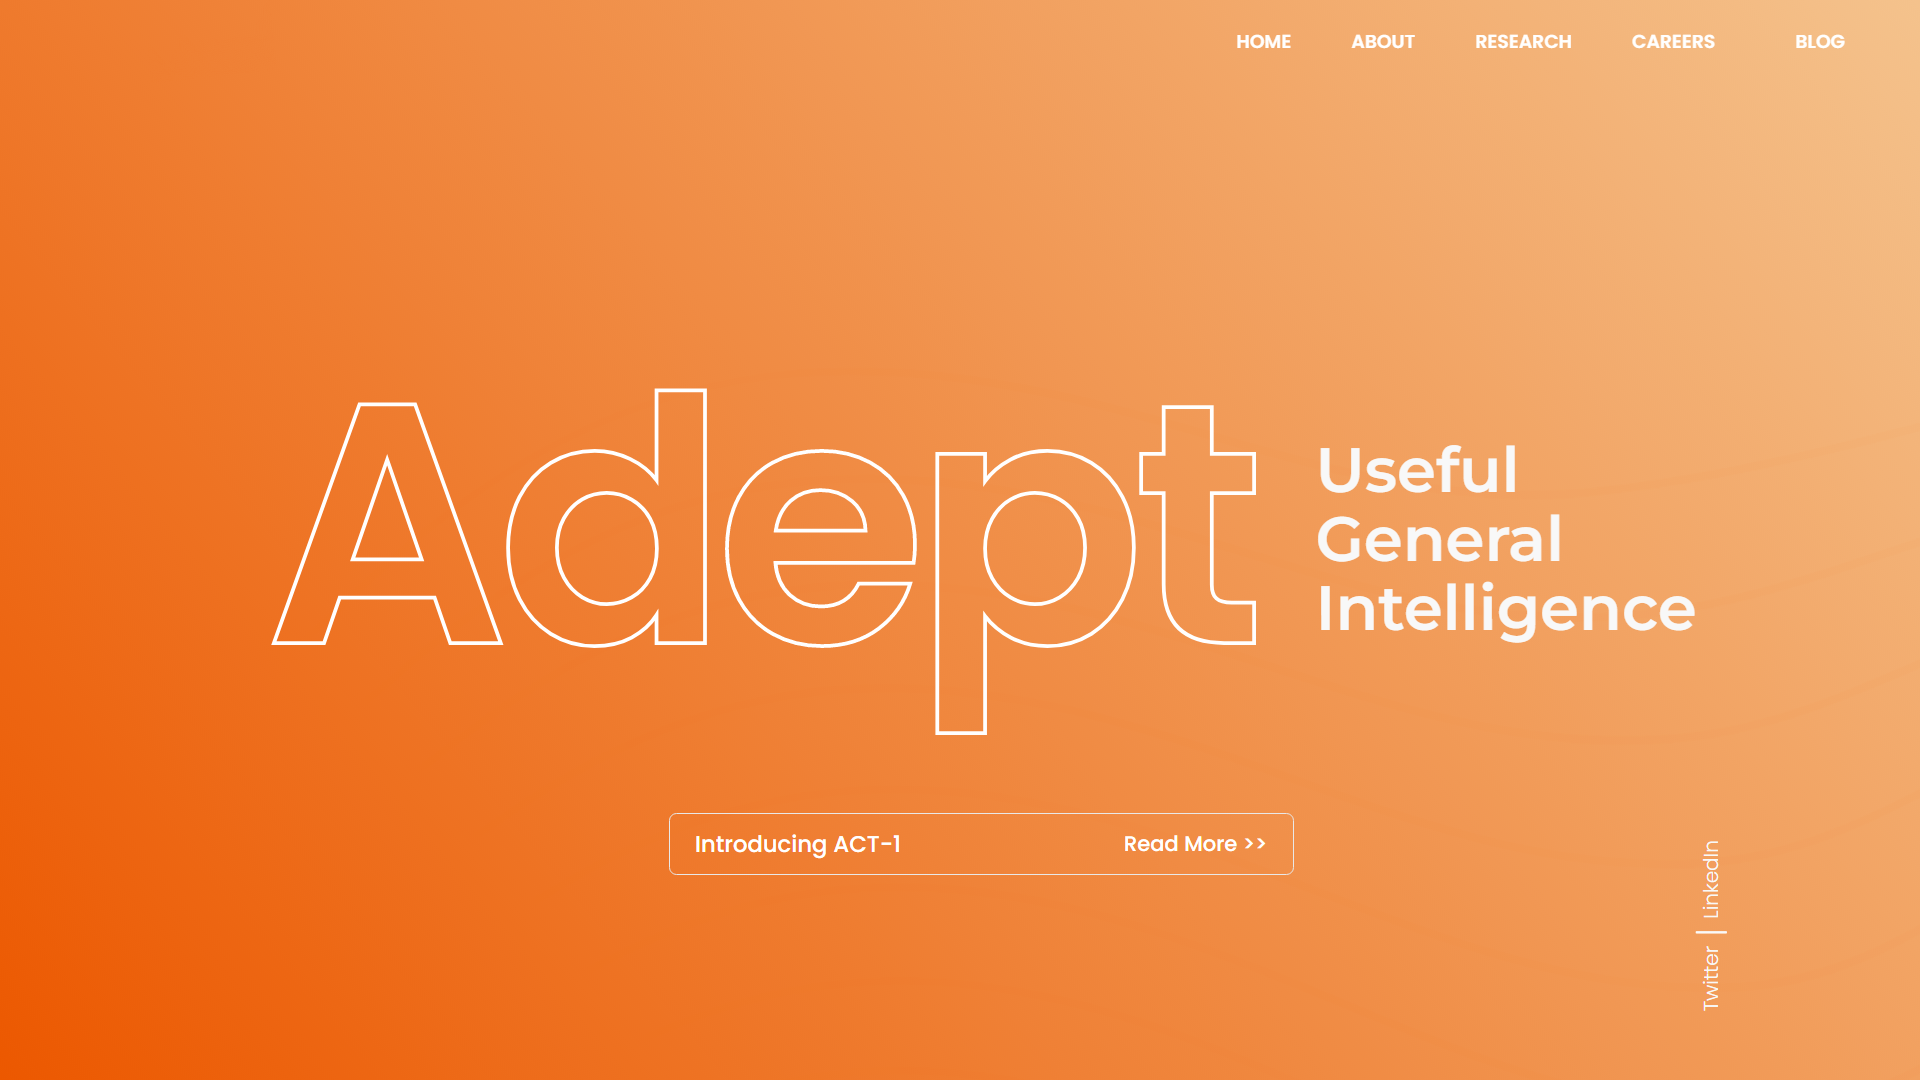 HOME ABOUT RESEARCH CAREERS BLOG
Adept
Useful
General
Intelligence
Introducing ACT-1 Read More >>
Twitter | LinkedIn